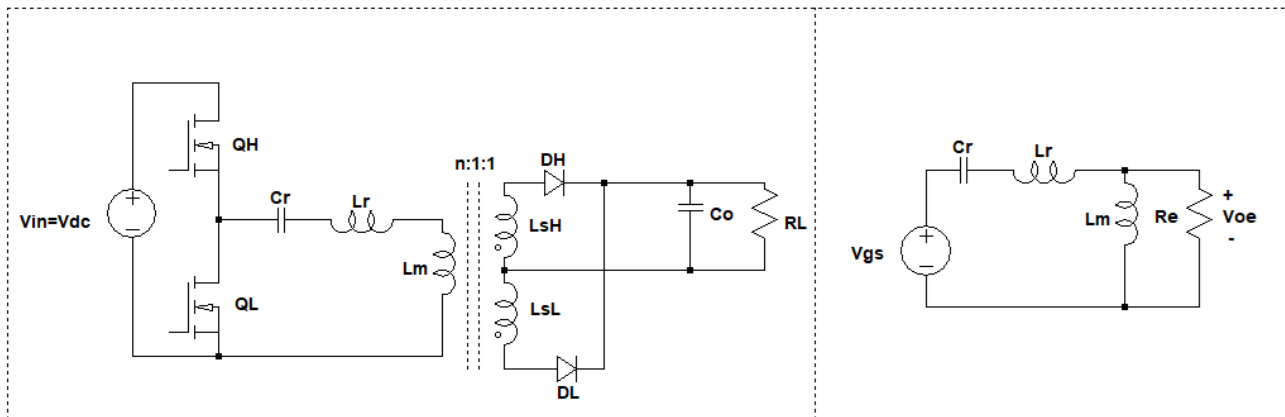 QH
n:1:1
DH
Cr
Lr
Vin=Vdc
LsH
Co
RL
Lm
QL
LsL
DL
Cr
Lr
Lm
Re
+
Voe
-
Vgs